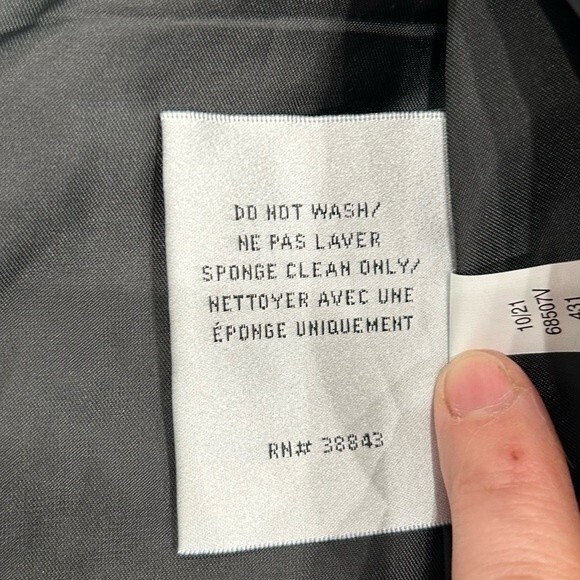 DO NOT WASH/
NE PAS LAVER
SPONGE CLEAN ONLY/
NETTOYER AVEC UNE
ÉPONGE UNIQUEMENT
RN# 38843
10/21
68507V
431